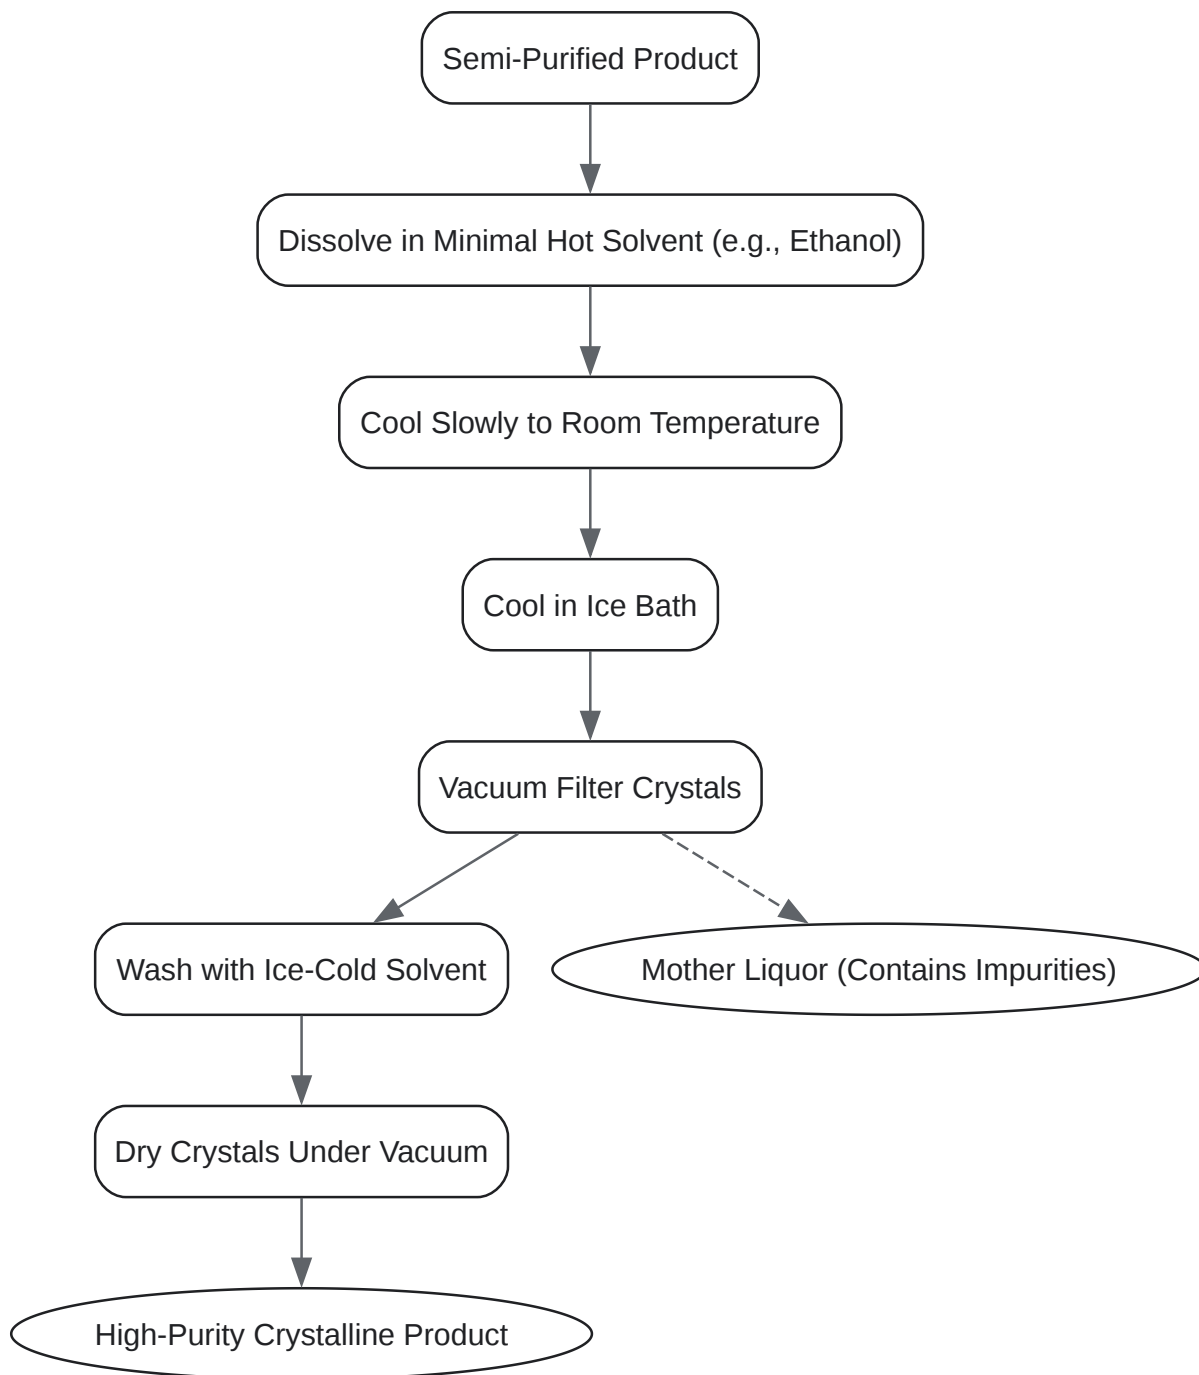 Semi-Purified Product
Dissolve in Minimal Hot Solvent (e.g., Ethanol)
Cool Slowly to Room Temperature
Cool in Ice Bath
Vacuum Filter Crystals
Wash with Ice-Cold Solvent
Mother Liquor (Contains Impurities)
Dry Crystals Under Vacuum
High-Purity Crystalline Product